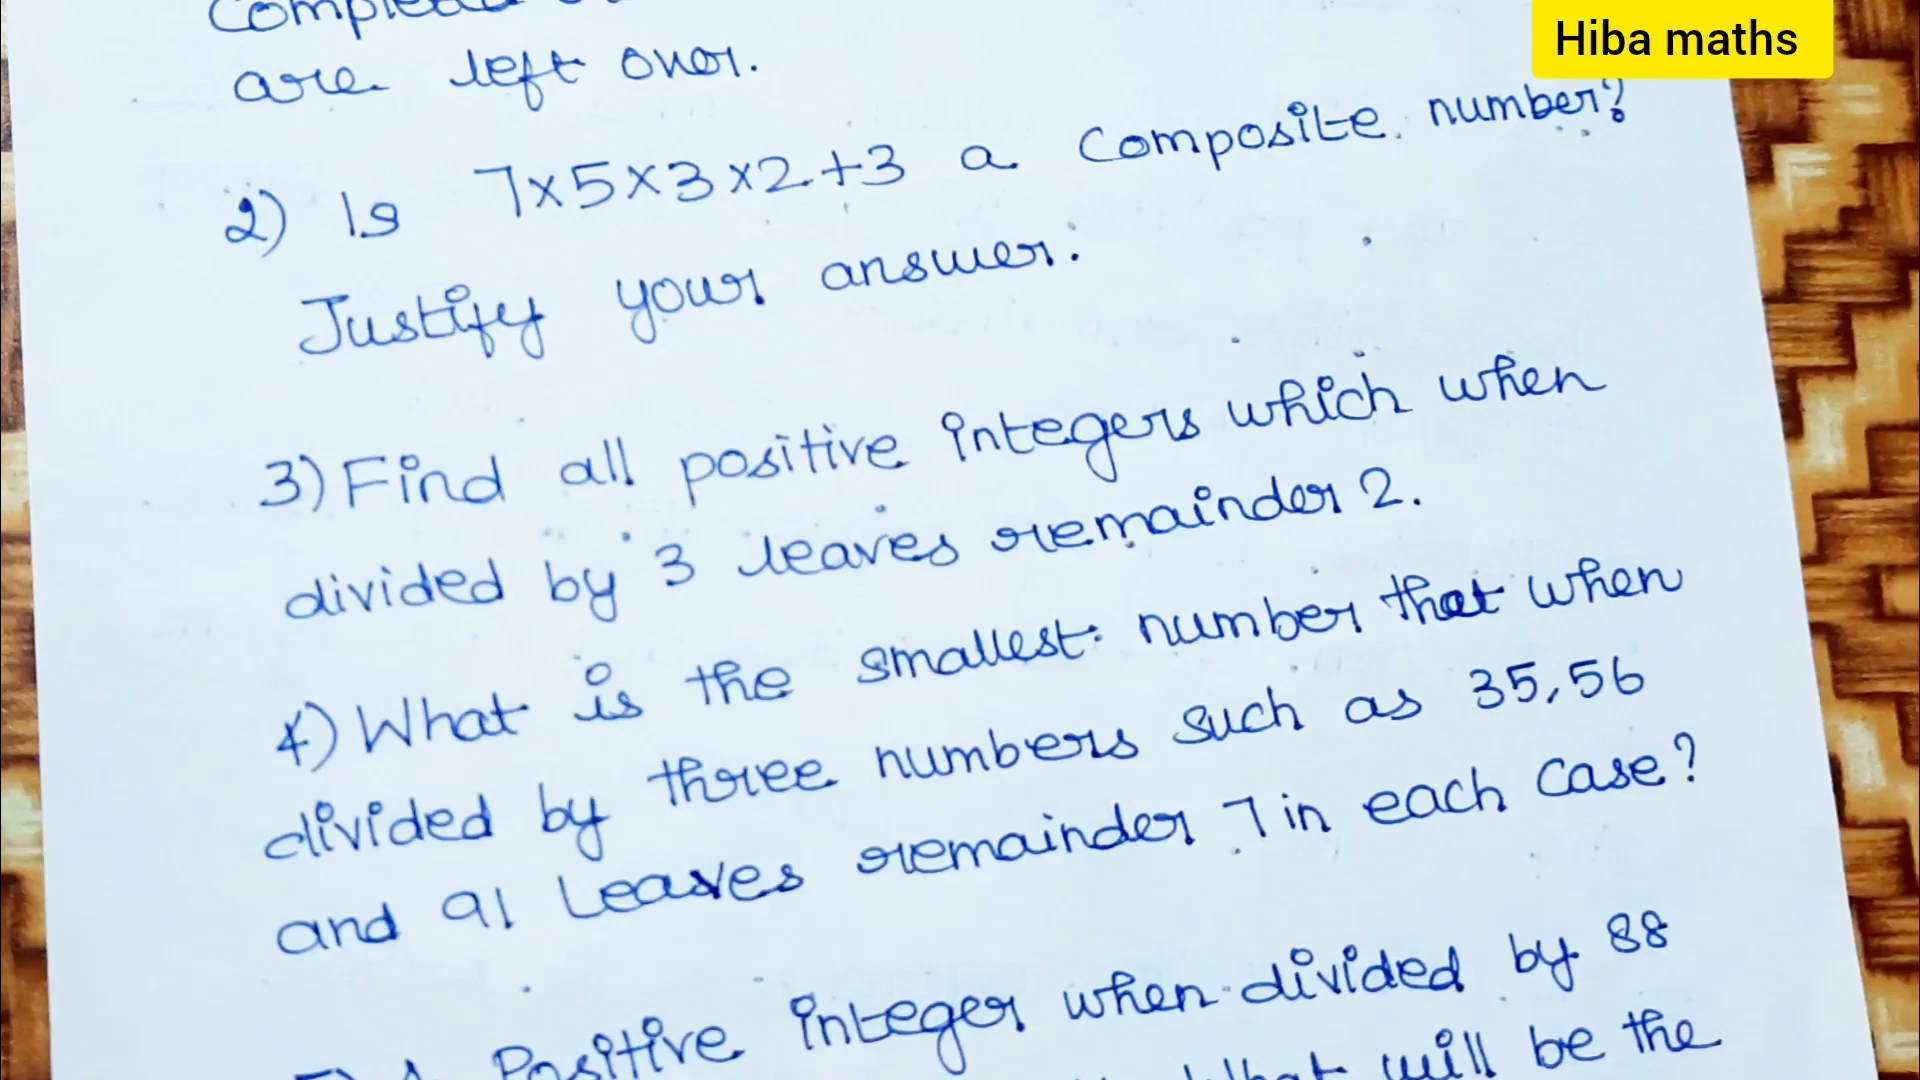 Hiba maths
are left over.
2) Is 7×5×3×2+3 a composite number?
Justify your answer.
3) Find all positive integers which when
divided by 3 leaves remainder 2.
4) What is the smallest number that when
divided by three numbers such as 35,56
and 91 leaves remainder 7 in each case?
Positive integer when divided by 88
What will be the